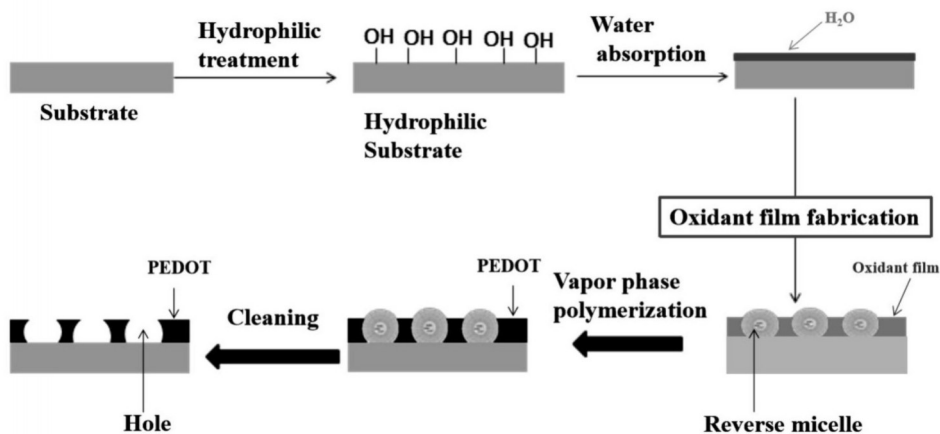 Hydrophilic
treatment
OH OH OH OH OH
Water
absorption
H₂O
Substrate
Hydrophilic
Substrate
Oxidant film fabrication
PEDOT
PEDOT
Vapor phase
polymerization
Oxidant film
Cleaning
Hole
Reverse micelle